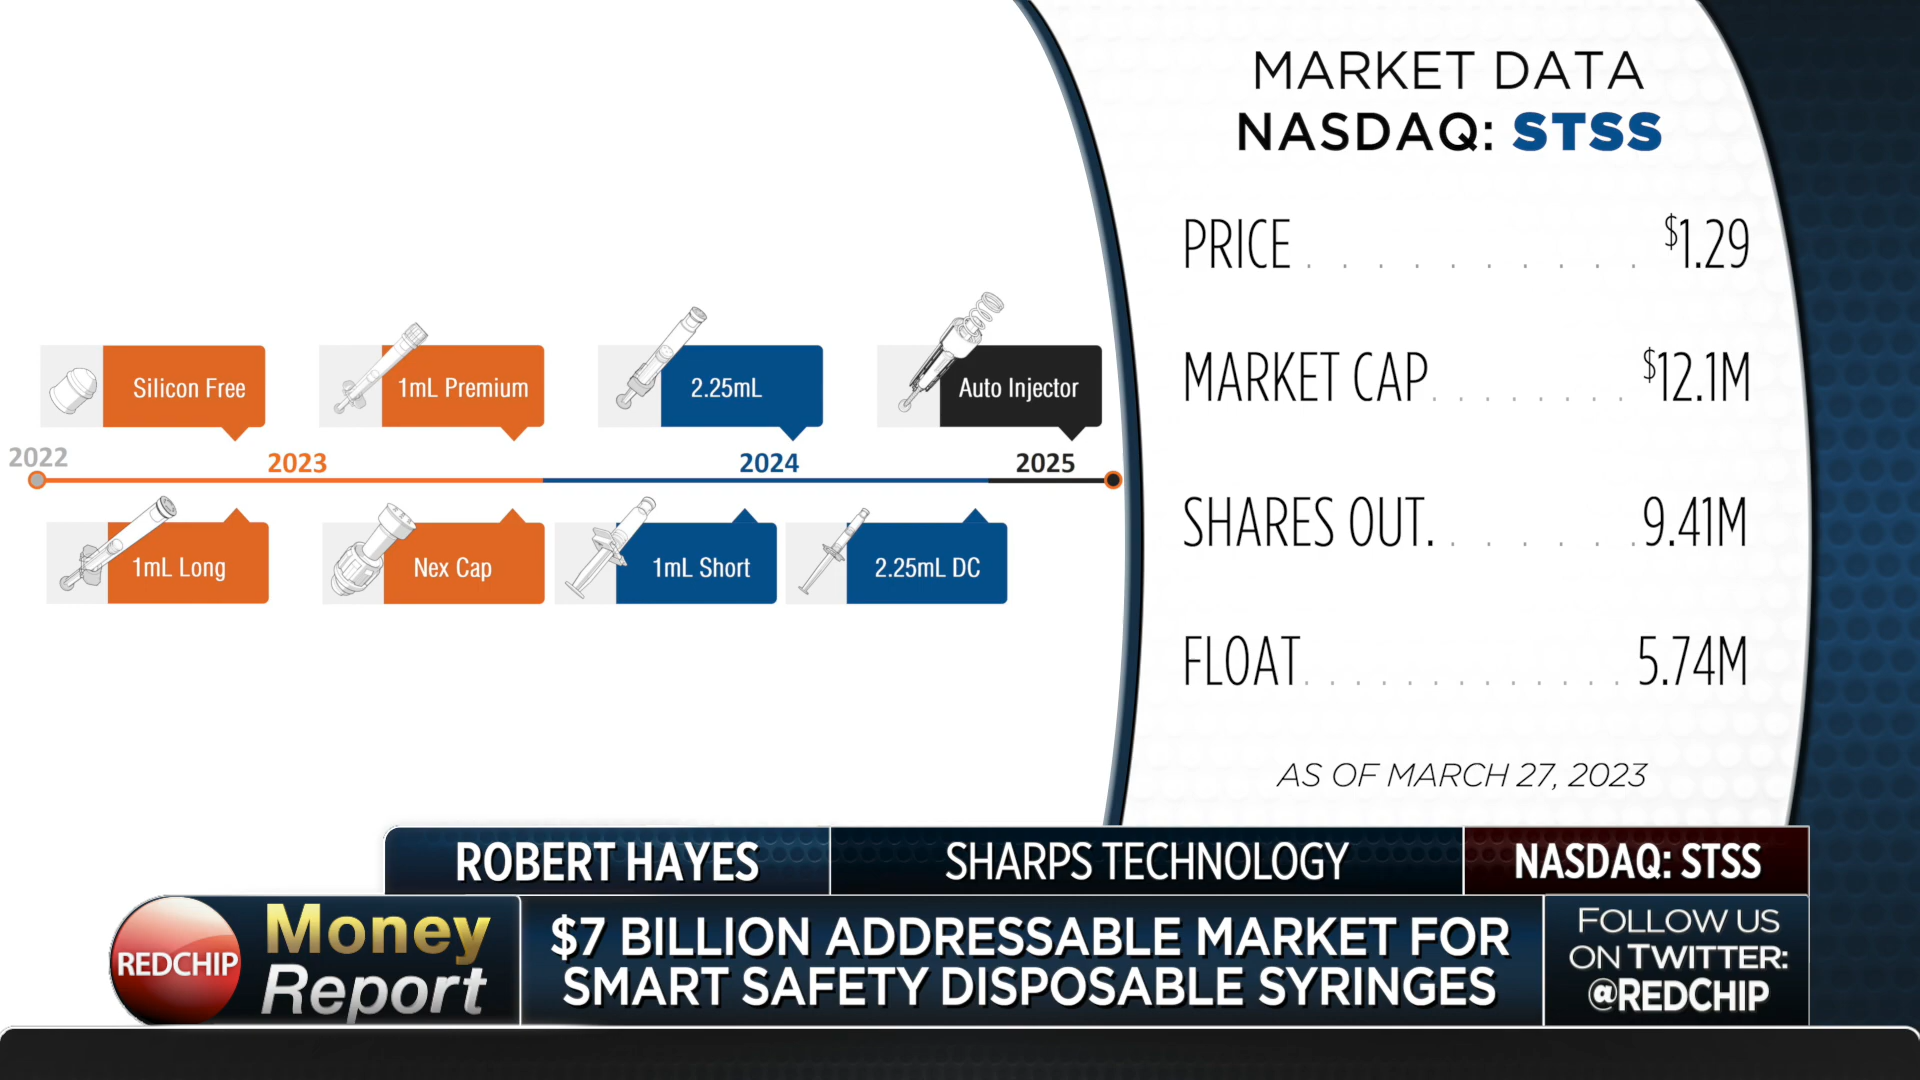 Silicon Free
1mL Premium
2.25mL
Auto Injector
2022
2023
2024
2025
1mL Long
Nex Cap
1mL Short
2.25mL DC
MARKET DATA
NASDAQ: STSS
PRICE . . . . . . . . . . $1.29
MARKET CAP . . . . . . . . $12.1M
SHARES OUT. . . . . . . 9.41M
FLOAT . . . . . . . . . . . . . 5.74M
AS OF MARCH 27, 2023
ROBERT HAYES
SHARPS TECHNOLOGY
NASDAQ: STSS
REDCHIP
Money
Report
$7 BILLION ADDRESSABLE MARKET FOR
SMART SAFETY DISPOSABLE SYRINGES
FOLLOW US
ON TWITTER:
@REDCHIP